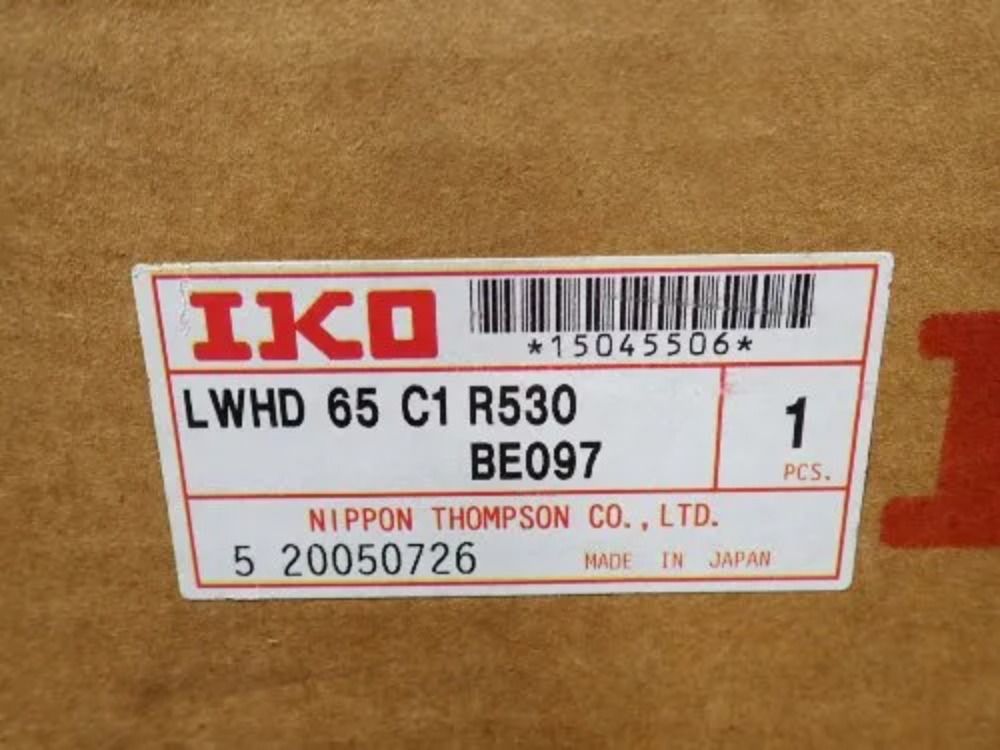 IKO
*15045506*
LWHD 65 C1 R530
BE097
1
PCS.
NIPPON THOMPSON CO., LTD.
5 20050726
MADE IN JAPAN